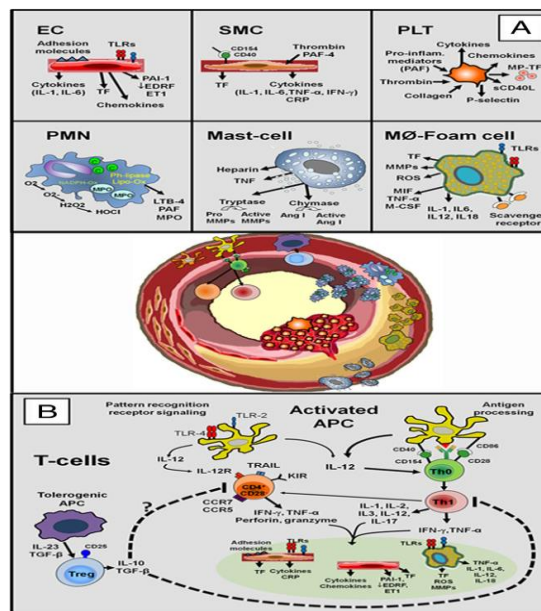 A
EC
Adhesion molecules
TLRs
Cytokines
(IL-1, IL-6)
TF
PAI-1
↓EDRF
ET1
Chemokines
SMC
CD154
CD40
Thrombin
PAF-4
TF
Cytokines
(IL-1, IL-6,TNF-α, IFN-γ)
CRP
PLT
Cytokines
Pro-inflam. mediators (PAF)
Chemokines
MP-TF
Thrombin
sCD40L
Collagen
P-selectin
PMN
Ph-lipase
Lipo-Ox
NADPH-Ox
MPO
MPO
O2
O2-
H2O2
HOCl
LTB-4
PAF
MPO
Mast-cell
Heparin
TNF
Tryptase
Chymase
Pro MMPs
Active MMPs
Ang I
Active Ang I
MØ-Foam cell
TLRs
TF
MMPs
ROS
MIF
TNF-α
M-CSF
IL-1, IL6,
IL12, IL18
Scavenger receptor
B
Pattern recognition receptor signaling
Activated APC
Antigen processing
TLR-2
TLR-4
T-cells
IL-12
IL-12R
TRAIL
KIR
CD4+
CD28
CCR7
CCR5
IL-12
CD40
CD86
CD154
CD28
Th0
Th1
Tolerogenic APC
IL-23
TGF-β
CD25
Treg
IL-10
TGF-β
?
IFN-γ, TNF-α
Perforin, granzyme
IL-1, IL-2,
IL3, IL-12,
IL-17
IFN-γ,TNF-α
Adhesion molecules
TLRs
TF
Cytokines
CRP
Cytokines
Chemokines
TF
PAI-1,
↓EDRF
ET1
TLRs
TF
ROS
MMPs
TNF-α
IL-1, IL-6,
IL-12,
IL-18